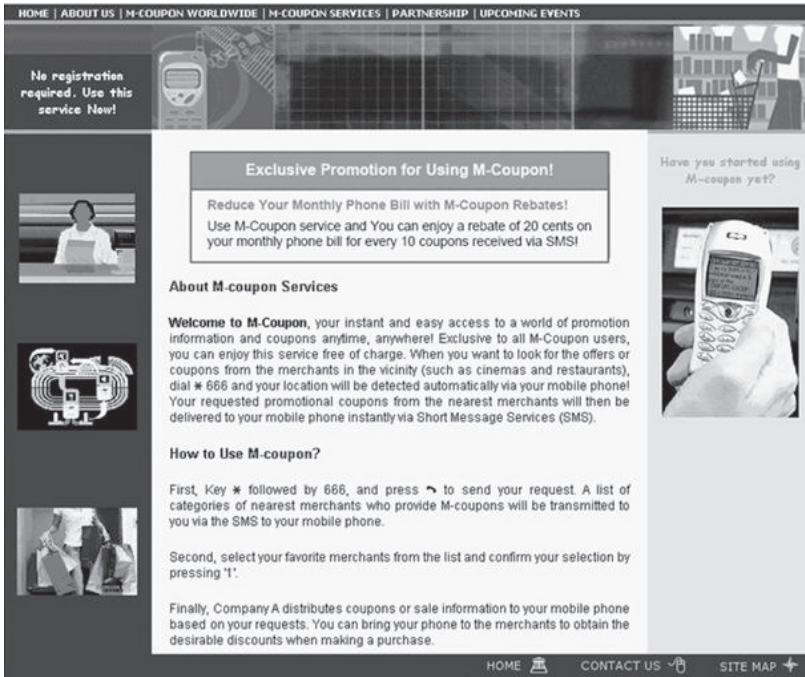 HOME | ABOUT US | M-COUPON WORLDWIDE | M-COUPON SERVICES | PARTNERSHIP | UPCOMING EVENTS
No registration
required. Use this
service Now!
Exclusive Promotion for Using M-Coupon!
Reduce Your Monthly Phone Bill with M-Coupon Rebates!
Use M-Coupon service and You can enjoy a rebate of 20 cents on
your monthly phone bill for every 10 coupons received via SMS!
Have you started using
M-coupon yet?
About M-coupon Services
Welcome to M-Coupon, your instant and easy access to a world of promotion
information and coupons anytime, anywhere! Exclusive to all M-Coupon users,
you can enjoy this service free of charge. When you want to look for the offers or
coupons from the merchants in the vicinity (such as cinemas and restaurants),
dial * 666 and your location will be detected automatically via your mobile phone!
Your requested promotional coupons from the nearest merchants will then be
delivered to your mobile phone instantly via Short Message Services (SMS).
How to Use M-coupon?
First, Key * followed by 666, and press to send your request. A list of
categories of nearest merchants who provide M-coupons will be transmitted to
you via the SMS to your mobile phone.
Second, select your favorite merchants from the list and confirm your selection by
pressing '1'.
Finally, Company A distributes coupons or sale information to your mobile phone
based on your requests. You can bring your phone to the merchants to obtain the
desirable discounts when making a purchase.
HOME CONTACT US SITE MAP